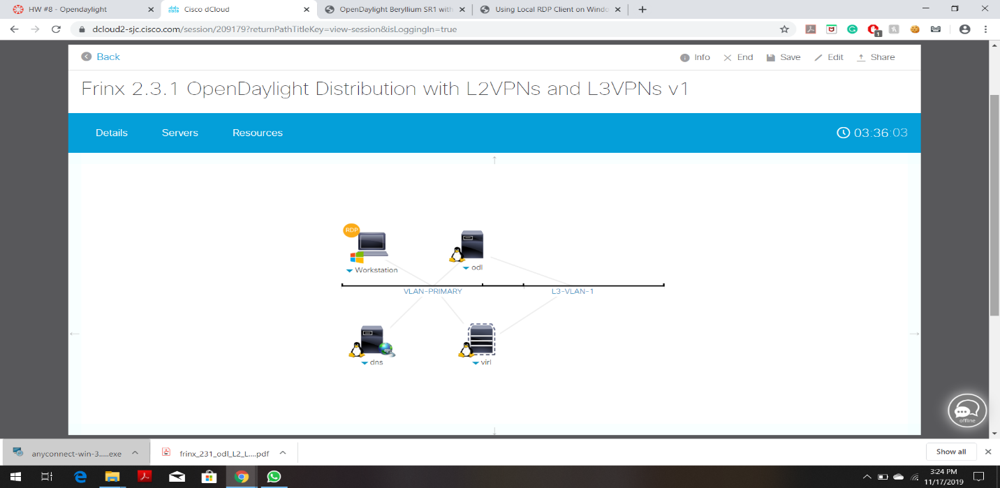 HW #8 - Opendaylight
Cisco dCloud
OpenDaylight Beryllium SR1 with
Using Local RDP Client on Windo
dcloud2-sjc.cisco.com/session/209179?returnPathTitleKey=view-session&isLoggingIn=true
1
Back
Info
End
Save
Edit
Share
Frinx 2.3.1 OpenDaylight Distribution with L2VPNs and L3VPNs v1
Details
Servers
Resources
03:36:03
RDP
Workstation
odl
VLAN-PRIMARY
L3-VLAN-1
dns
virl
offline
anyconnect-win-3.....exe
frinx_231_odl_L2_L....pdf
Show all
3:24 PM
11/17/2019